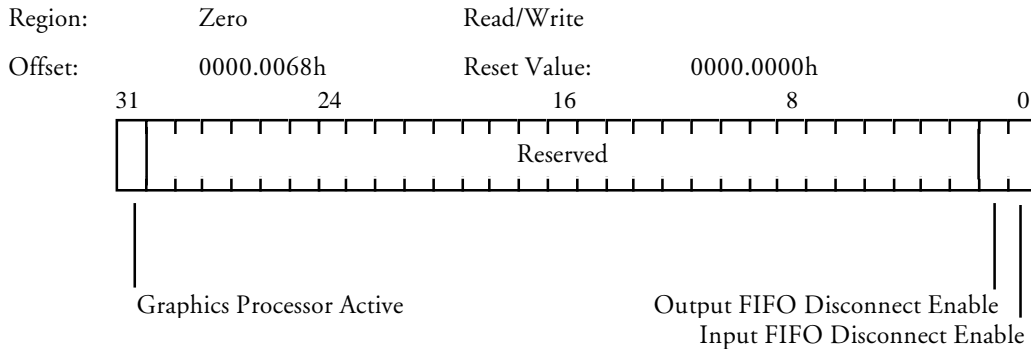 Region: Zero Read/Write
Offset: 0000.0068h Reset Value: 0000.0000h
31 24 16 8 0
Reserved
Graphics Processor Active Output FIFO Disconnect Enable
Input FIFO Disconnect Enable